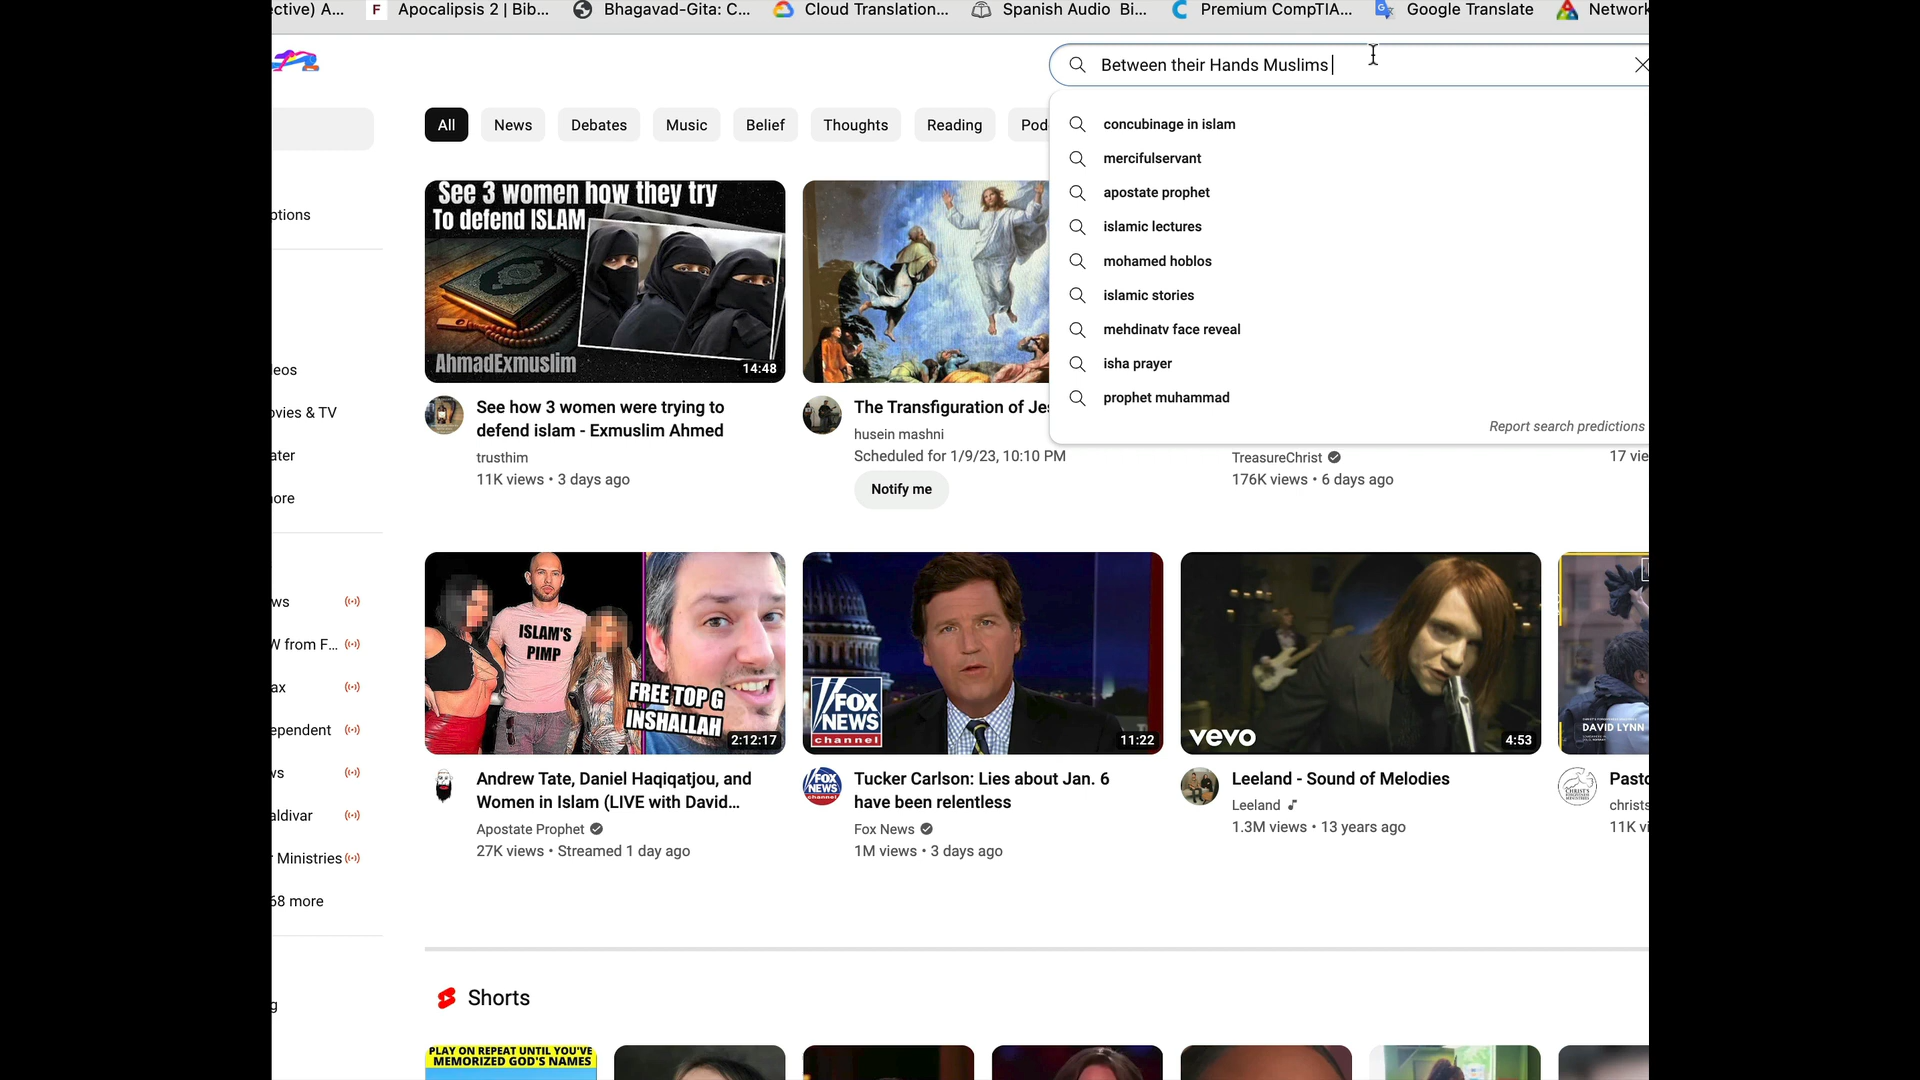 ective) A...
F Apocalipsis 2 | Bib...
Bhagavad-Gita: C...
Cloud Translation...
Spanish Audio Bi...
Premium CompTIA...
Google Translate
Network
Between their Hands Muslims
All
News
Debates
Music
Belief
Thoughts
Reading
Pod
concubinage in islam
mercifulservant
apostate prophet
islamic lectures
mohamed hoblos
islamic stories
mehdinatv face reveal
isha prayer
prophet muhammad
Report search predictions
ptions
eos
ovies & TV
ater
ore
ws
W from F...
ax
ependent
ws
aldivar
r Ministries
68 more
g
See 3 women how they try
To defend ISLAM
AhmadExmuslim
14:48
See how 3 women were trying to
defend islam - Exmuslim Ahmed
trusthim
11K views • 3 days ago
The Transfiguration of Jes
husein mashni
Scheduled for 1/9/23, 10:10 PM
Notify me
TreasureChrist
176K views • 6 days ago
17 vie
ISLAM'S
PIMP
FREE TOP G
INSHALLAH
2:12:17
Andrew Tate, Daniel Haqiqatjou, and
Women in Islam (LIVE with David...
Apostate Prophet
27K views • Streamed 1 day ago
FOX
NEWS
channel
11:22
Tucker Carlson: Lies about Jan. 6
have been relentless
Fox News
1M views • 3 days ago
vevo
4:53
Leeland - Sound of Melodies
Leeland
1.3M views • 13 years ago
DAVID LYNN
Pasto
christs
11K vi
Shorts
PLAY ON REPEAT UNTIL YOU'VE
MEMORIZED GOD'S NAMES